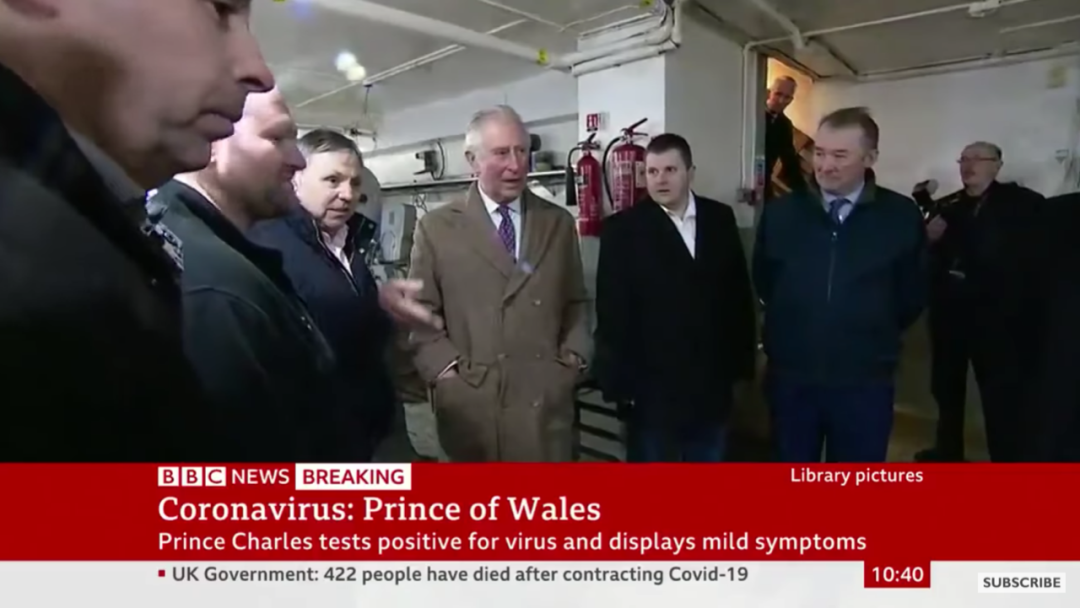 BBC NEWS BREAKING
Library pictures
Coronavirus: Prince of Wales
Prince Charles tests positive for virus and displays mild symptoms
UK Government: 422 people have died after contracting Covid-19
10:40
SUBSCRIBE